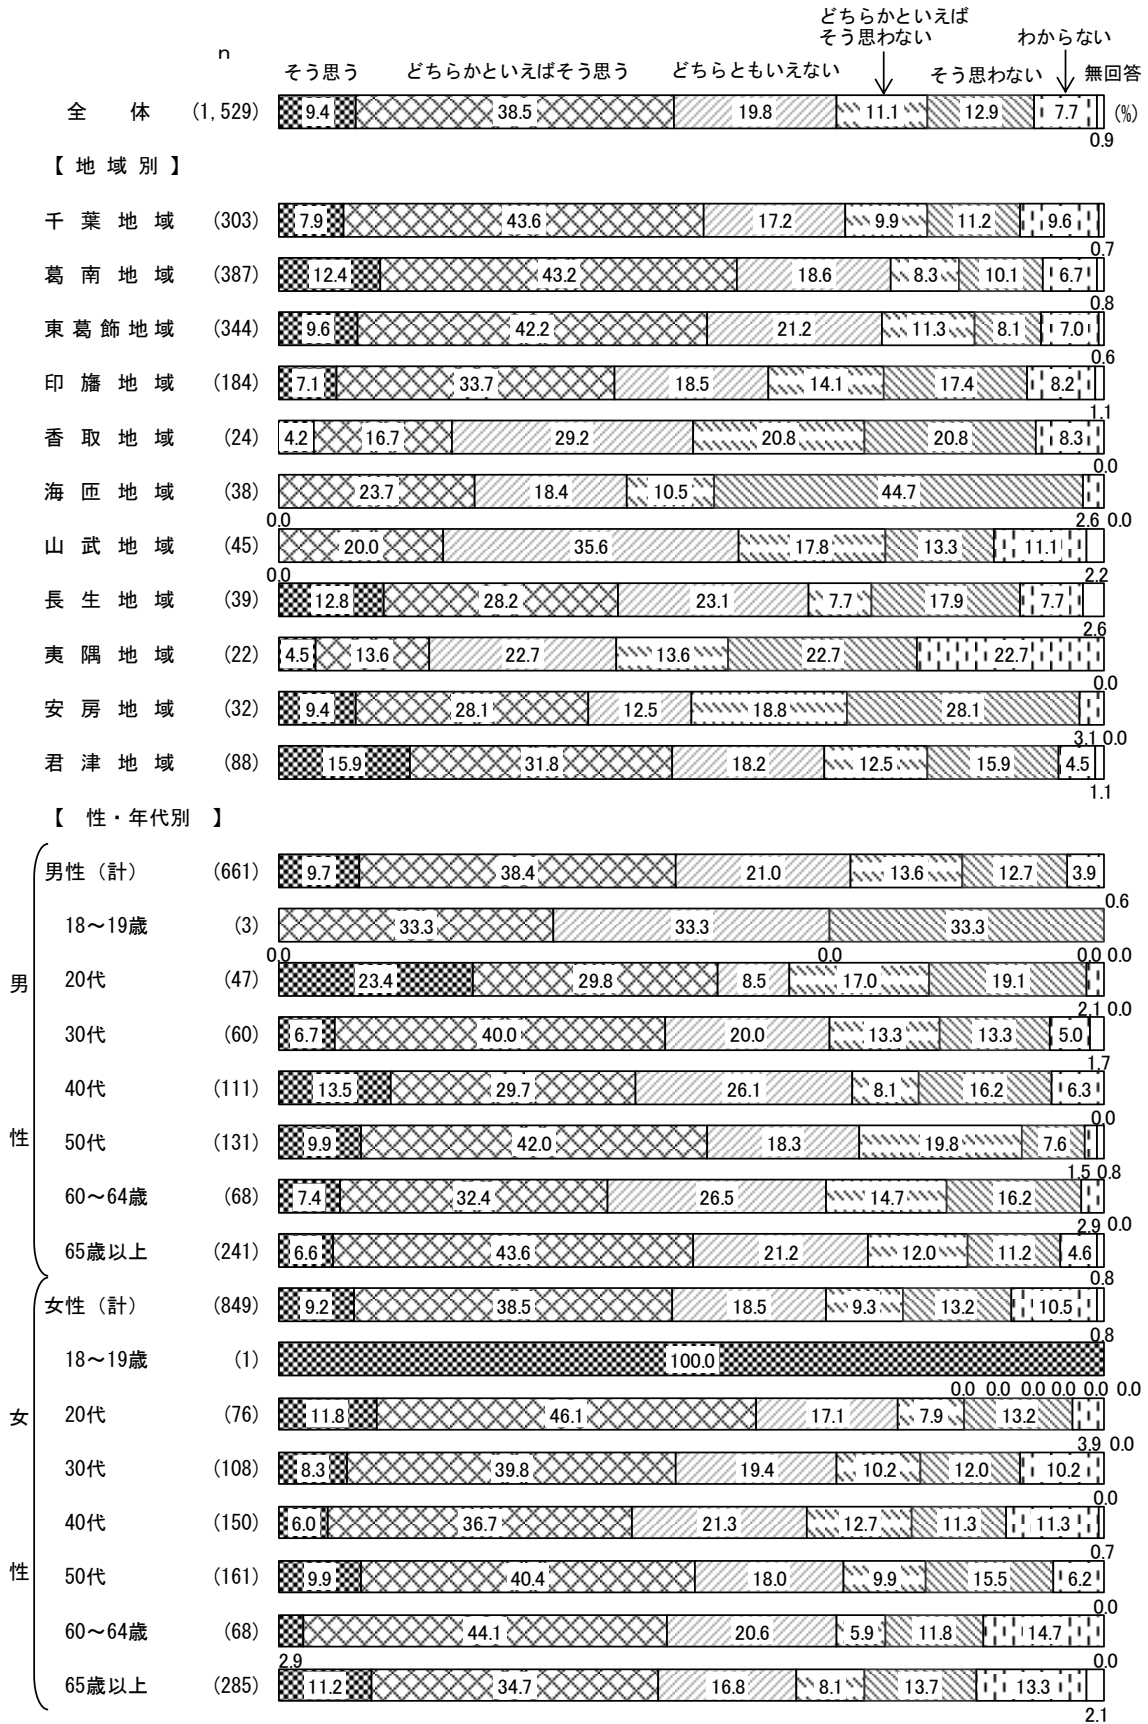 どちらかといえば
そう思わない わからない
n
そう思う どちらかといえばそう思う どちらともいえない そう思わない 無回答
全体 (1,529) 9.4 38.5 19.8 11.1 12.9 7.7 (%)
0.9
【 地 域 別 】
千葉地域 (303) 7.9 43.6 17.2 9.9 11.2 9.6
0.7
葛南地域 (387) 12.4 43.2 18.6 8.3 10.1 6.7
0.8
東葛飾地域 (344) 9.6 42.2 21.2 11.3 8.1 7.0
0.6
印旛地域 (184) 7.1 33.7 18.5 14.1 17.4 8.2
1.1
香取地域 (24) 4.2 16.7 29.2 20.8 20.8 8.3
0.0
海匝地域 (38) 23.7 18.4 10.5 44.7
0.0 2.6 0.0
山武地域 (45) 20.0 35.6 17.8 13.3 11.1
0.0 2.2
長生地域 (39) 12.8 28.2 23.1 7.7 17.9 7.7
2.6
夷隅地域 (22) 4.5 13.6 22.7 13.6 22.7 22.7
0.0
安房地域 (32) 9.4 28.1 12.5 18.8 28.1
3.1 0.0
君津地域 (88) 15.9 31.8 18.2 12.5 15.9 4.5
1.1
【 性・年代別 】
男性（計） (661) 9.7 38.4 21.0 13.6 12.7 3.9
0.6
18～19歳 (3) 33.3 33.3 33.3
0.0 0.0 0.0 0.0
男
20代 (47) 23.4 29.8 8.5 17.0 19.1
2.1 0.0
30代 (60) 6.7 40.0 20.0 13.3 13.3 5.0
1.7
40代 (111) 13.5 29.7 26.1 8.1 16.2 6.3
0.0
性
50代 (131) 9.9 42.0 18.3 19.8 7.6
1.5 0.8
60～64歳 (68) 7.4 32.4 26.5 14.7 16.2
2.9 0.0
65歳以上 (241) 6.6 43.6 21.2 12.0 11.2 4.6
0.8
女性（計） (849) 9.2 38.5 18.5 9.3 13.2 10.5
0.8
18～19歳 (1) 100.0
0.0 0.0 0.0 0.0 0.0 0.0
女
20代 (76) 11.8 46.1 17.1 7.9 13.2
3.9 0.0
30代 (108) 8.3 39.8 19.4 10.2 12.0 10.2
0.0
40代 (150) 6.0 36.7 21.3 12.7 11.3 11.3
0.7
性
50代 (161) 9.9 40.4 18.0 9.9 15.5 6.2
0.0
60～64歳 (68) 44.1 20.6 5.9 11.8 14.7
2.9 0.0
65歳以上 (285) 11.2 34.7 16.8 8.1 13.7 13.3
2.1